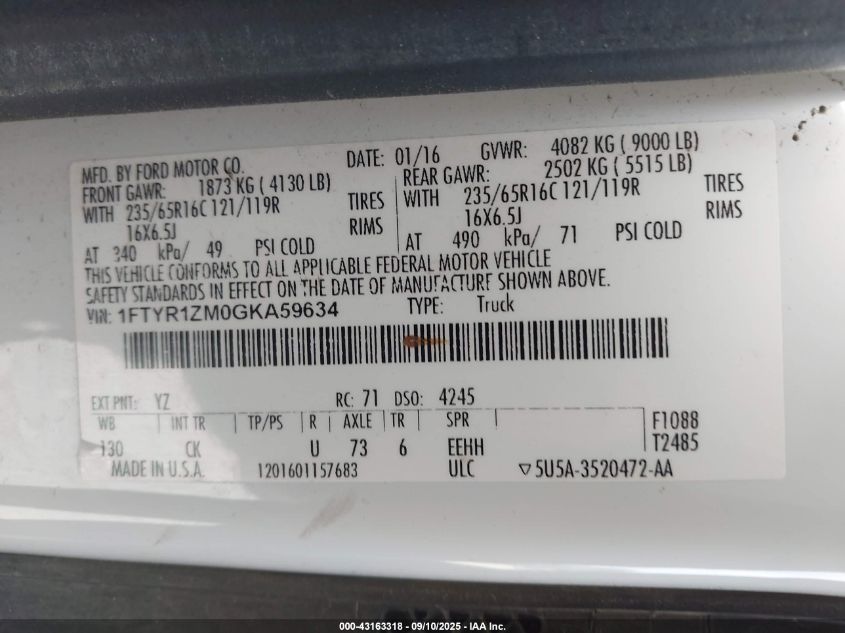 MFD. BY FORD MOTOR CO. DATE: 01/16 GVWR: 4082 KG ( 9000 LB)
FRONT GAWR: 1873 KG ( 4130 LB) REAR GAWR: 2502 KG ( 5515 LB)
WITH 235/65R16C 121/119R TIRES WITH 235/65R16C 121/119R TIRES
16X6.5J RIMS 16X6.5J RIMS
AT 340 kPa/ 49 PSI COLD AT 490 kPa/ 71 PSI COLD
THIS VEHICLE CONFORMS TO ALL APPLICABLE FEDERAL MOTOR VEHICLE
SAFETY STANDARDS IN EFFECT ON THE DATE OF MANUFACTURE SHOWN ABOVE.
VIN: 1FTYR1ZM0GKA59634 TYPE: Truck
EXT PNT: YZ RC: 71 DSO: 4245
WB INT TR TP/PS R AXLE TR SPR F1088
130 CK U 73 6 EEHH T2485
MADE IN U.S.A. 1201601157683 ULC ▽5U5A-3520472-AA
000-43163318 - 09/10/2025 - IAA Inc.